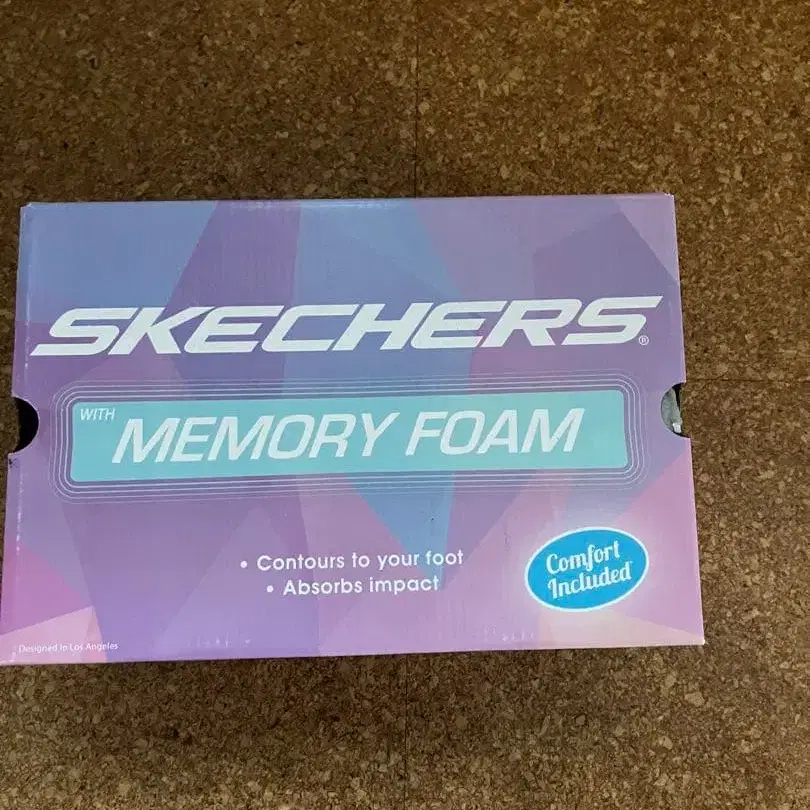 SKECHERS®
WITH
MEMORY FOAM
• Contours to your foot
• Absorbs impact
Comfort
Included
Designed in Los Angeles